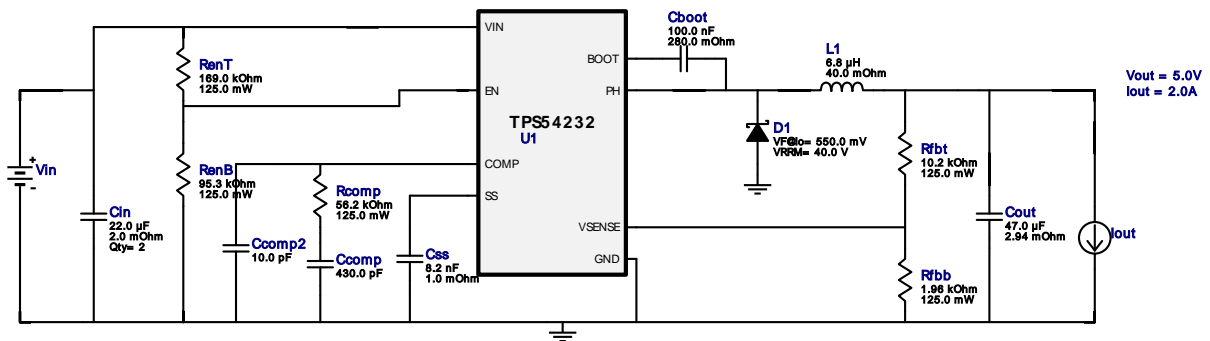 Cboot
100.0 nF
280.0 mOhm
VIN
BOOT
EN
PH
TPS54232
U1
COMP
SS
VSENSE
GND
L1
6.8 µH
40.0 mOhm
Vout = 5.0V
Iout = 2.0A
RenT
169.0 kOhm
125.0 mW
D1
VF@Io= 550.0 mV
VRRM= 40.0 V
Rfbt
10.2 kOhm
125.0 mW
Vin
RenB
95.3 kOhm
125.0 mW
Rcomp
56.2 kOhm
125.0 mW
Cin
22.0 µF
2.0 mOhm
Qty= 2
Ccomp2
10.0 pF
Ccomp
430.0 pF
Css
8.2 nF
1.0 mOhm
Cout
47.0 µF
2.94 mOhm
Iout
Rfbb
1.96 kOhm
125.0 mW